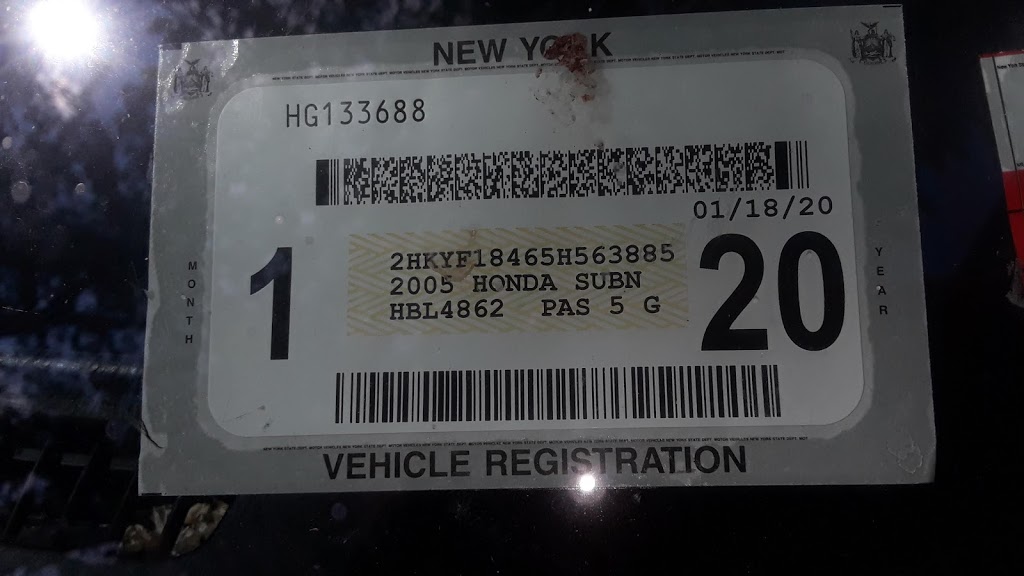 NEW YORK
HG133688
01/18/20
MONTH
1
2HKYF18465H563885
2005 HONDA SUBN
HBL4862 PAS 5 G
20
YEAR
VEHICLE REGISTRATION